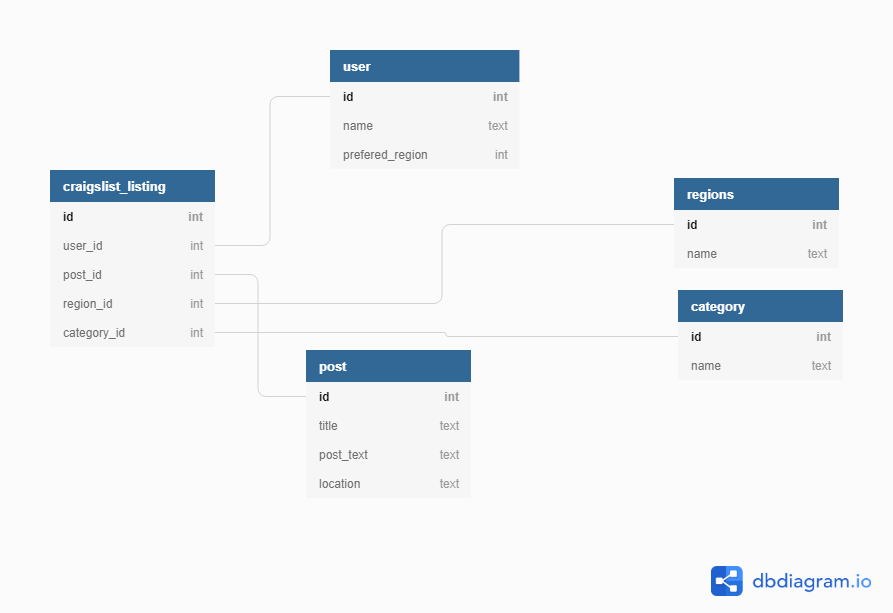 user
id int
name text
prefered_region int
craigslist_listing
id int
user_id int
post_id int
region_id int
category_id int
regions
id int
name text
category
id int
name text
post
id int
title text
post_text text
location text
dbdiagram.io